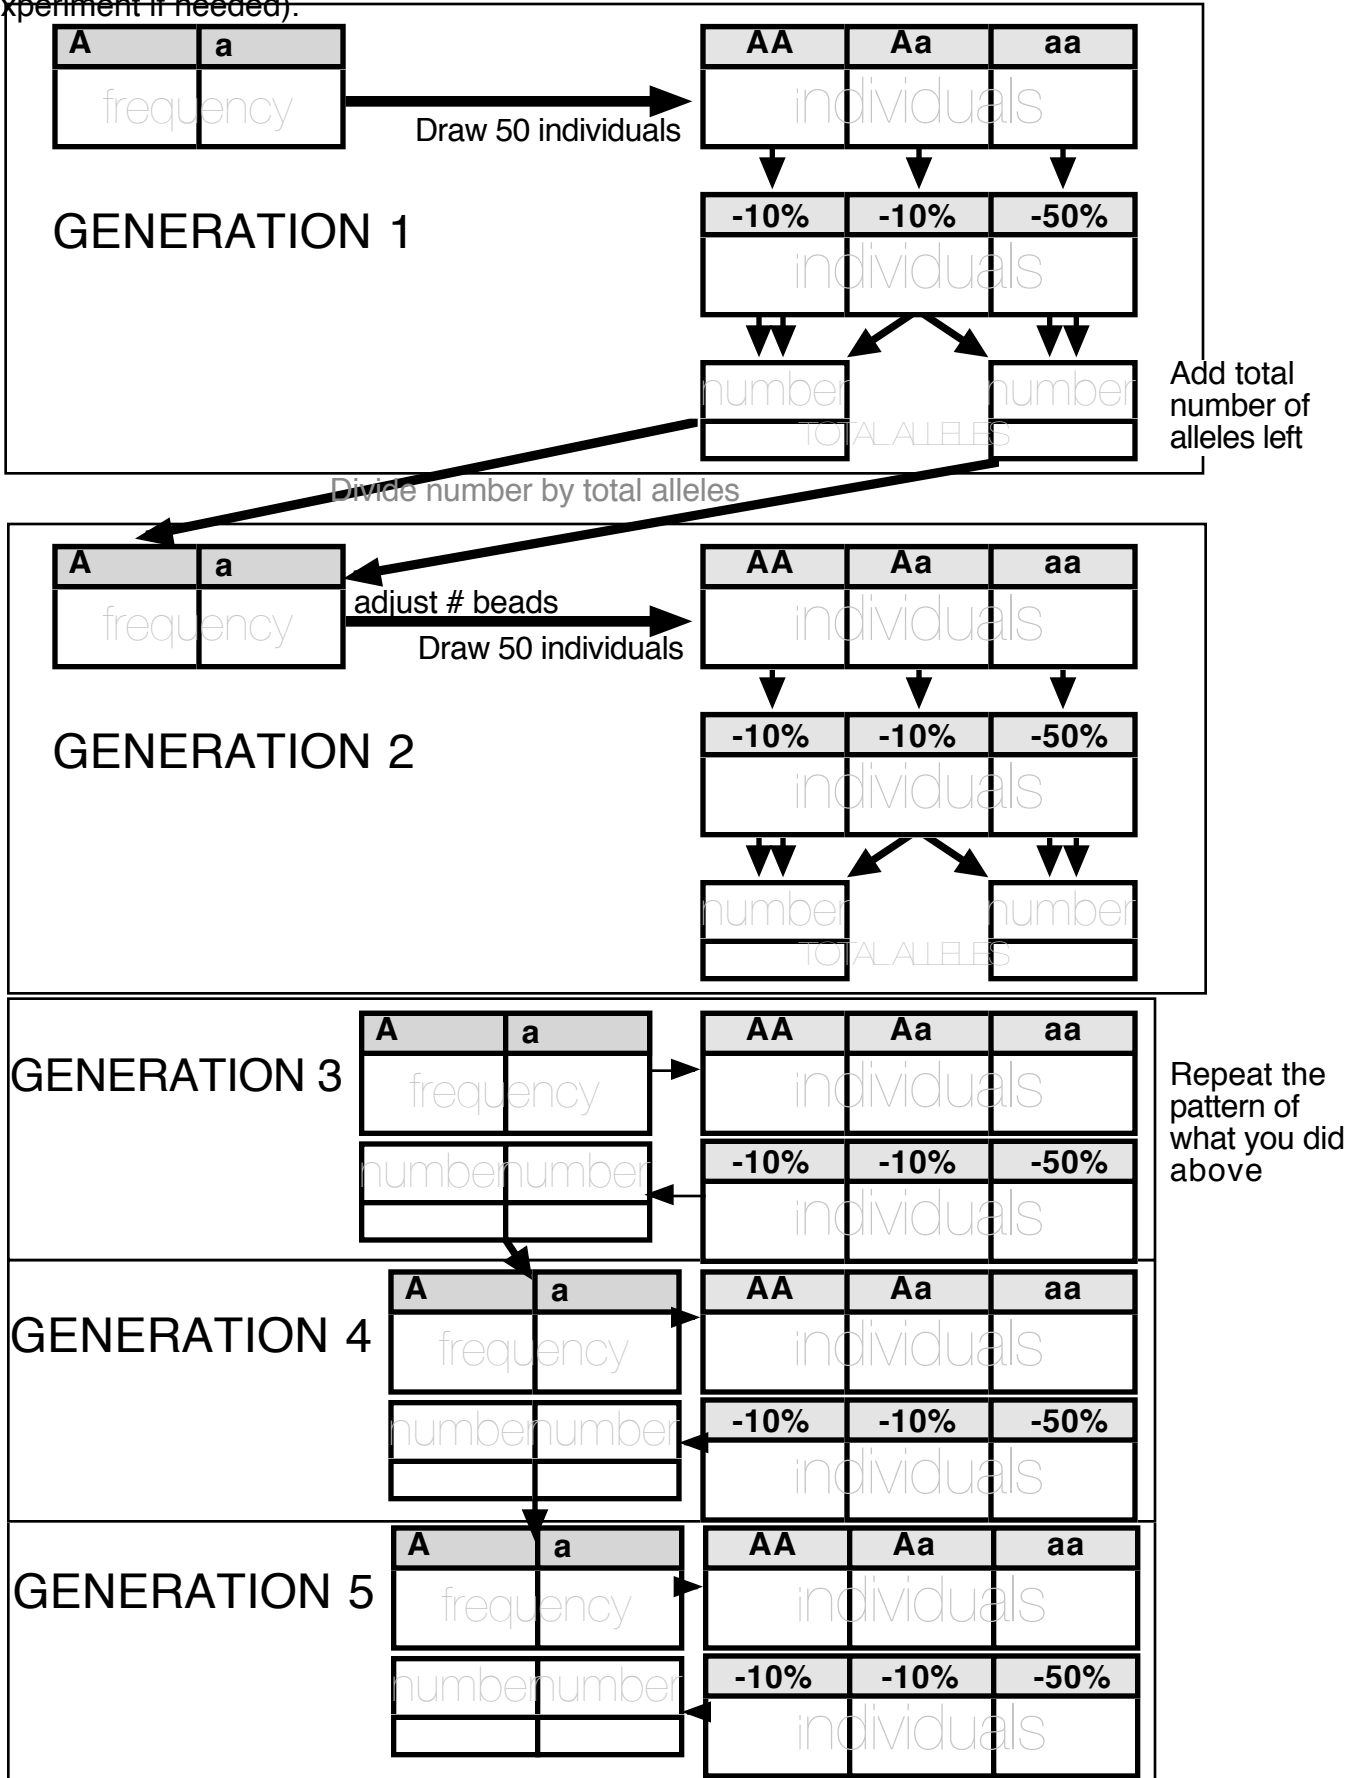 xperiment if needed).
A a AA Aa aa
frequency individuals
Draw 50 individuals
GENERATION 1
-10% -10% -50%
individuals
number number
TOTAL ALLELES
Add total
number of
alleles left
Divide number by total alleles
A a AA Aa aa
frequency individuals
adjust # beads
Draw 50 individuals
GENERATION 2
-10% -10% -50%
individuals
number number
TOTAL ALLELES
GENERATION 3
A a AA Aa aa
frequency individuals
number number
-10% -10% -50%
individuals
Repeat the
pattern of
what you did
above
GENERATION 4
A a AA Aa aa
frequency individuals
number number
-10% -10% -50%
individuals
GENERATION 5
A a AA Aa aa
frequency individuals
number number
-10% -10% -50%
individuals